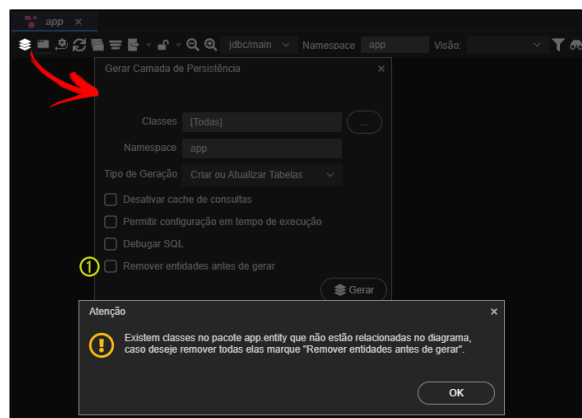 app ×
jdbc/main Namespace app Visão:
Gerar Camada de Persistência ×
Classes [Todas] ...
Namespace app
Tipo de Geração Criar ou Atualizar Tabelas
Desativar cache de consultas
Permitir configuração em tempo de execução
Debugar SQL
1 Remover entidades antes de gerar
Gerar
Atenção ×
Existem classes no pacote app.entity que não estão relacionadas no diagrama,
caso deseje remover todas elas marque "Remover entidades antes de gerar".
OK